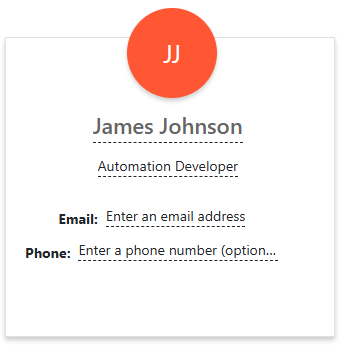 JJ
James Johnson
Automation Developer
Email: Enter an email address
Phone: Enter a phone number (option...